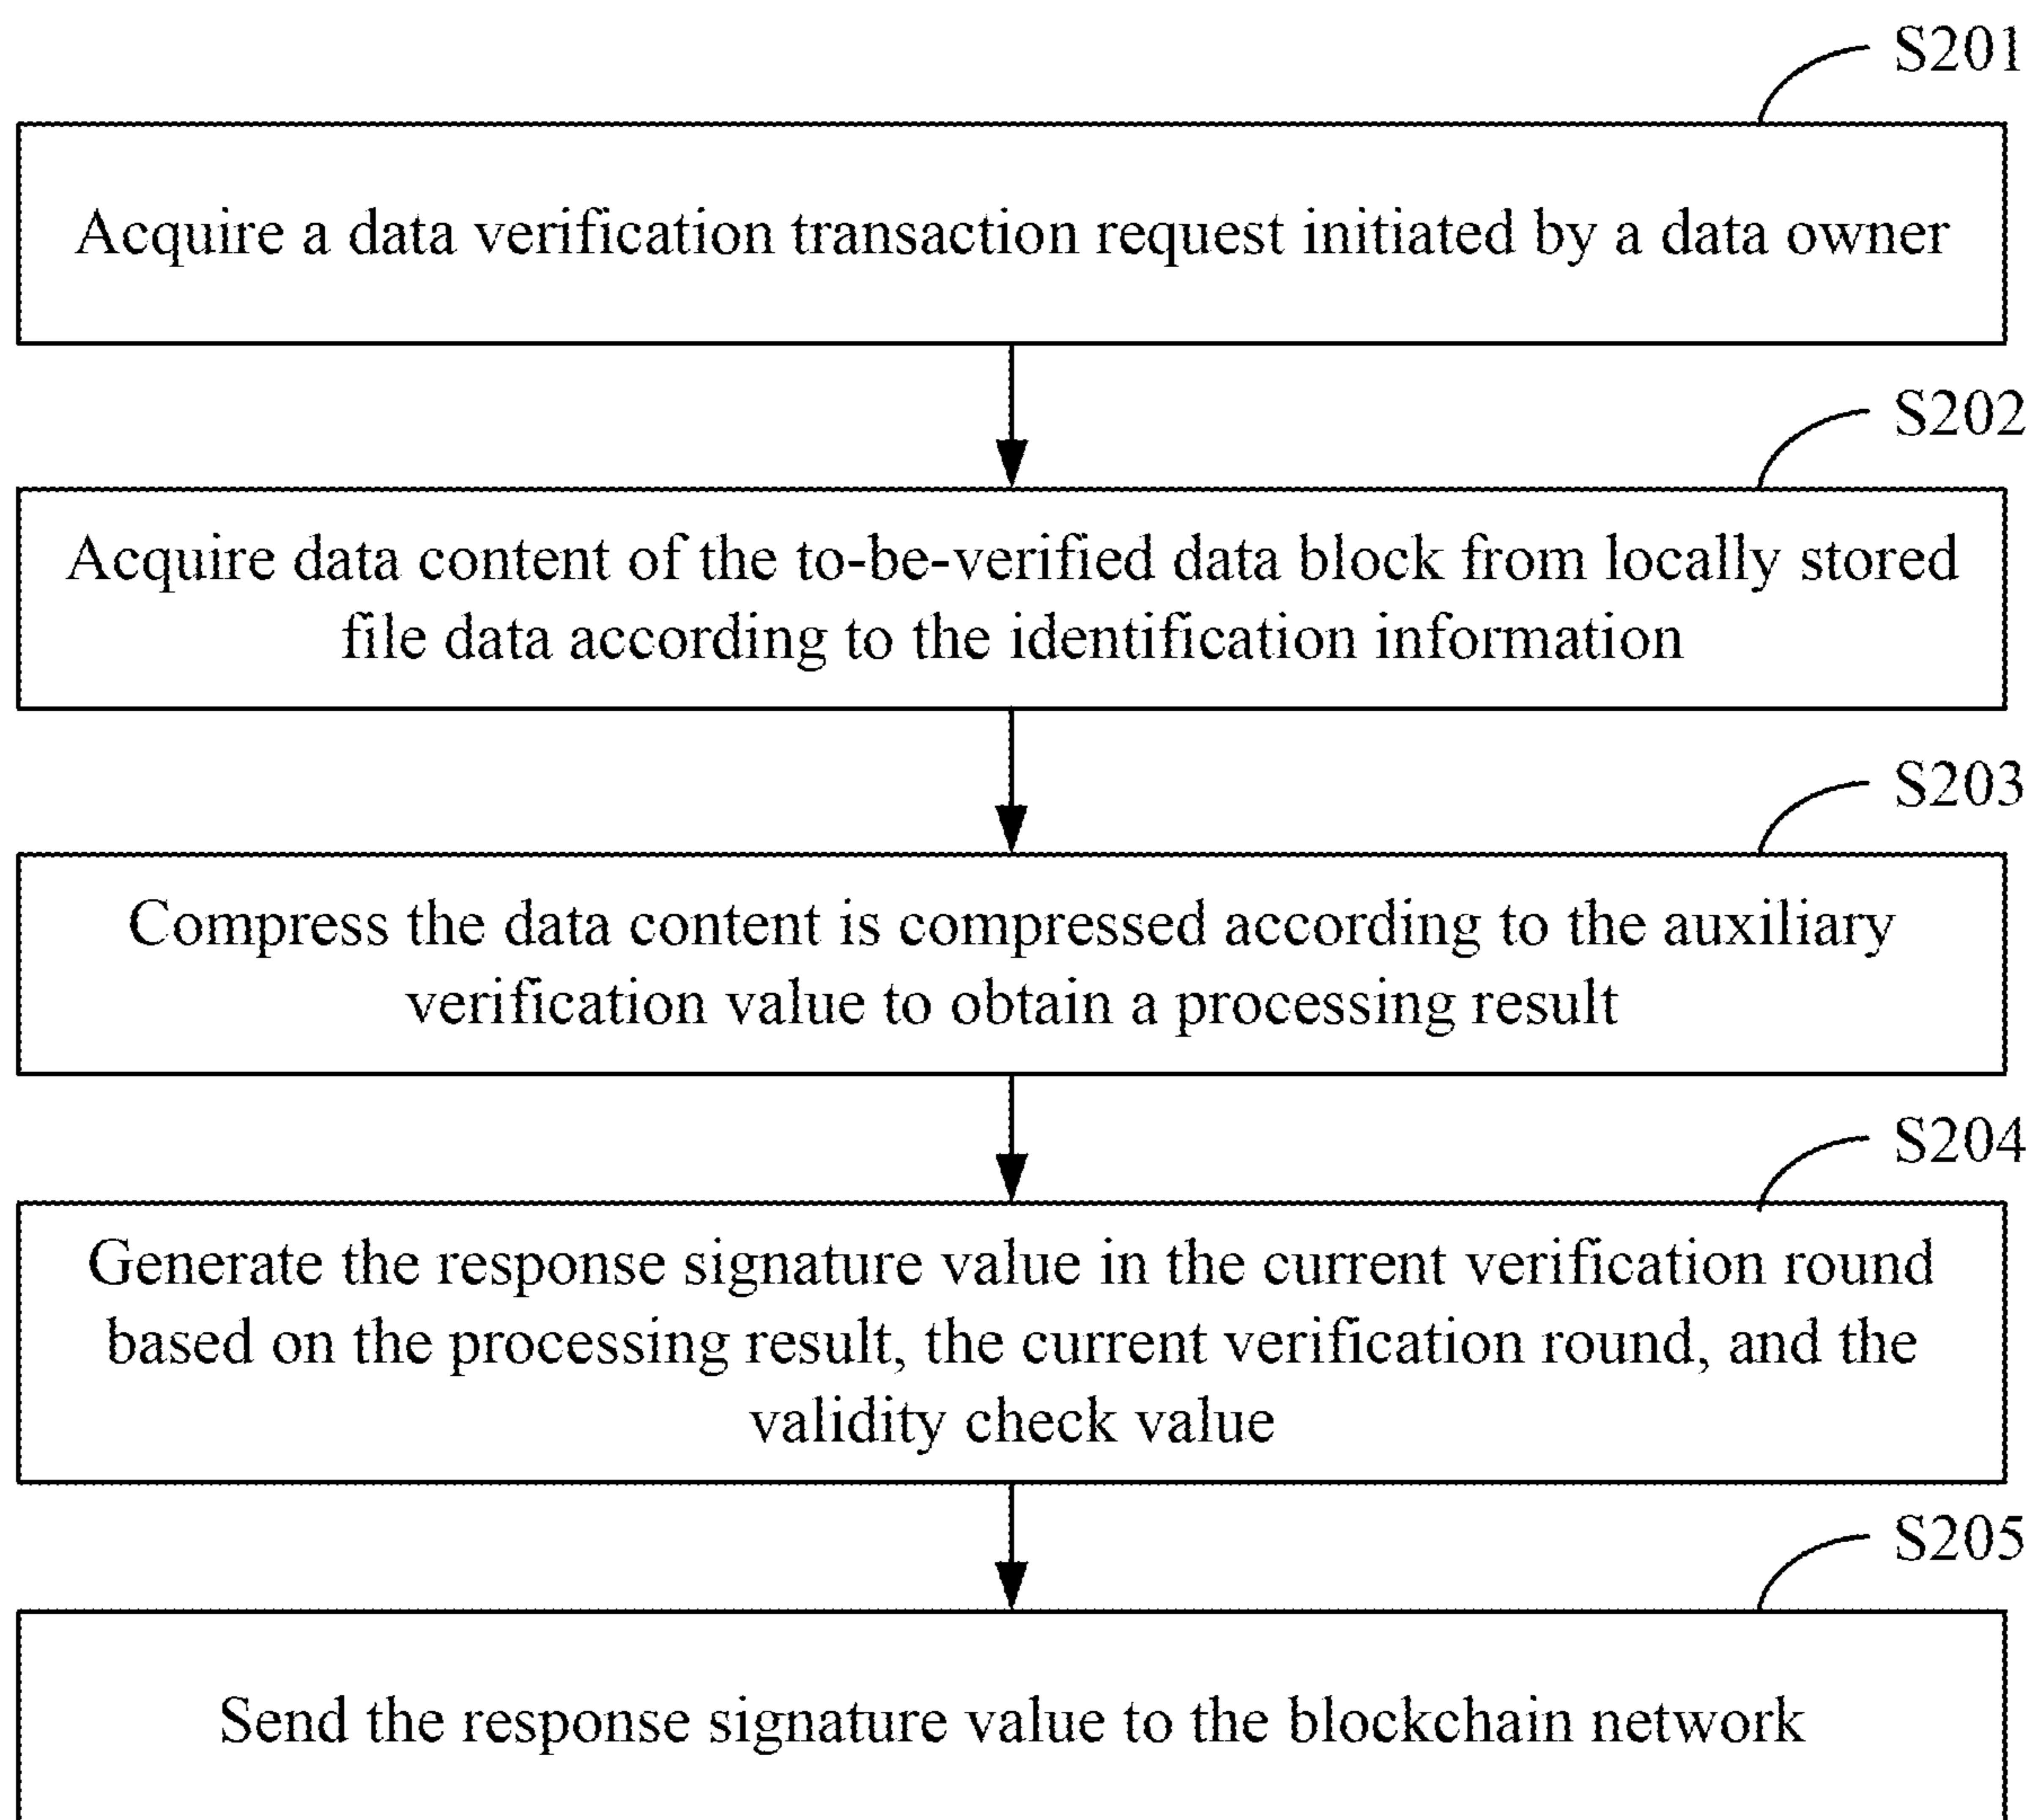 S201
Acquire a data verification transaction request initiated by a data owner
S202
Acquire data content of the to-be-verified data block from locally stored
file data according to the identification information
S203
Compress the data content is compressed according to the auxiliary
verification value to obtain a processing result
S204
Generate the response signature value in the current verification round
based on the processing result, the current verification round, and the
validity check value
S205
Send the response signature value to the blockchain network